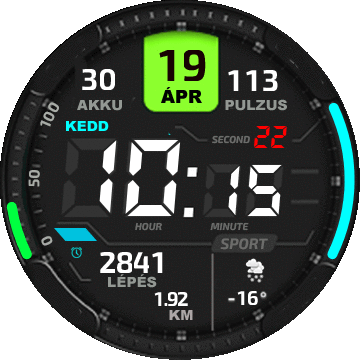 19
ÁPR
30
AKKU
113
PULZUS
KEDD
SECOND 22
10:15
HOUR
MINUTE
SPORT
100
50
0
2841
LÉPÉS
1.92
KM
-16°